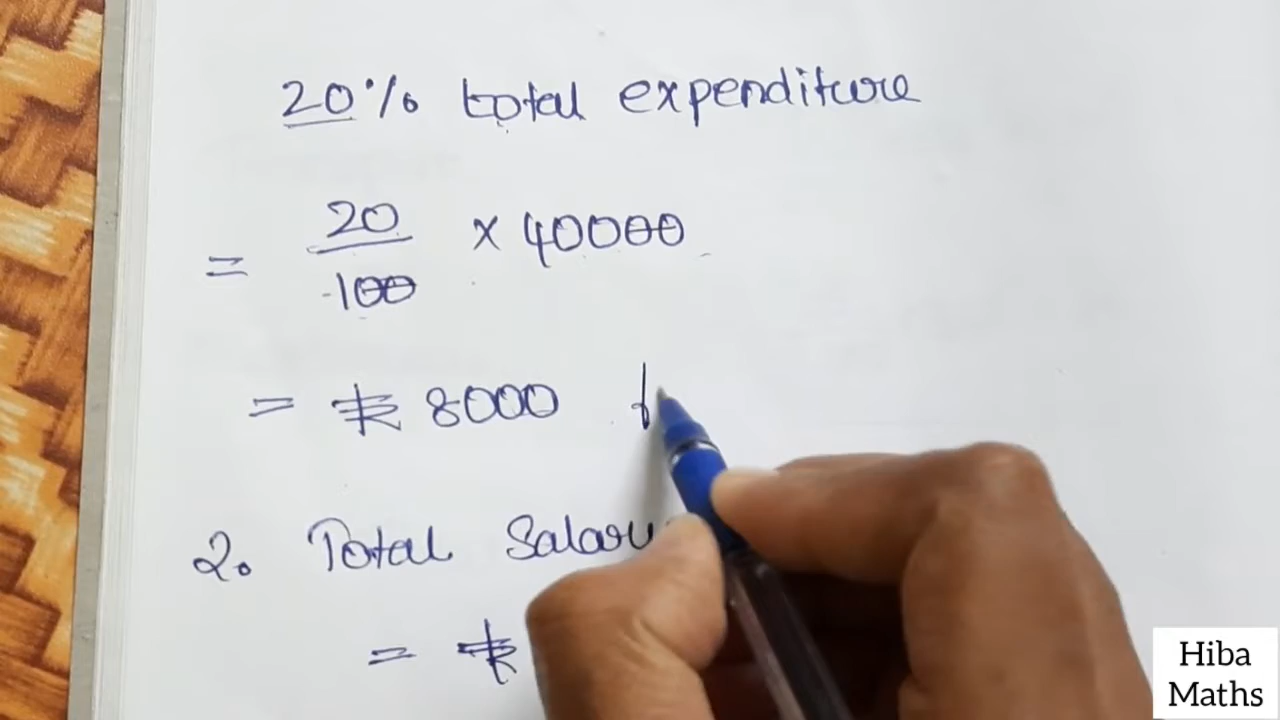 20% total expenditure
= 20/100 × 40000
= ₹ 8000
2. Total Salary
= ₹
Hiba
Maths